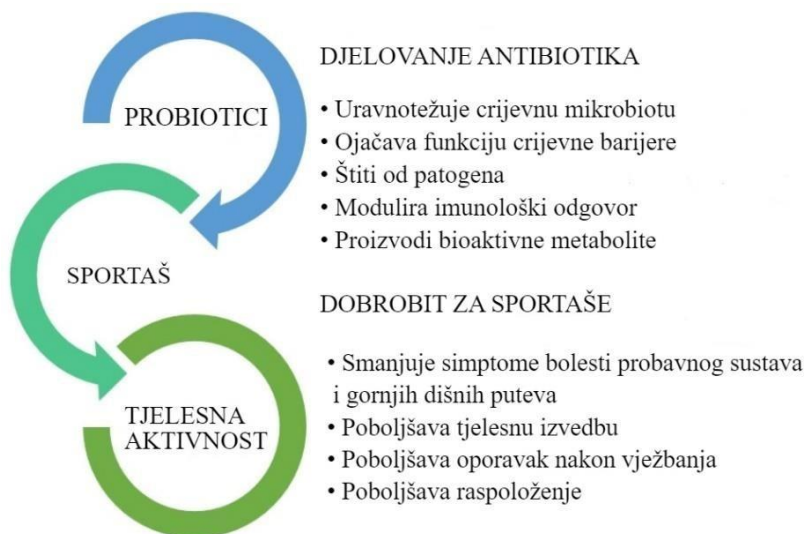 PROBIOTICI
DJELOVANJE ANTIBIOTIKA
• Uravnotežuje crijevnu mikrobiotu
• Ojačava funkciju crijevne barijere
• Štiti od patogena
• Modulira imunološki odgovor
• Proizvodi bioaktivne metabolite
SPORTAŠ
DOBROBIT ZA SPORTAŠE
• Smanjuje simptome bolesti probavnog sustava
i gornjih dišnih puteva
• Poboljšava tjelesnu izvedbu
• Poboljšava oporavak nakon vježbanja
• Poboljšava raspoloženje
TJELESNA
AKTIVNOST